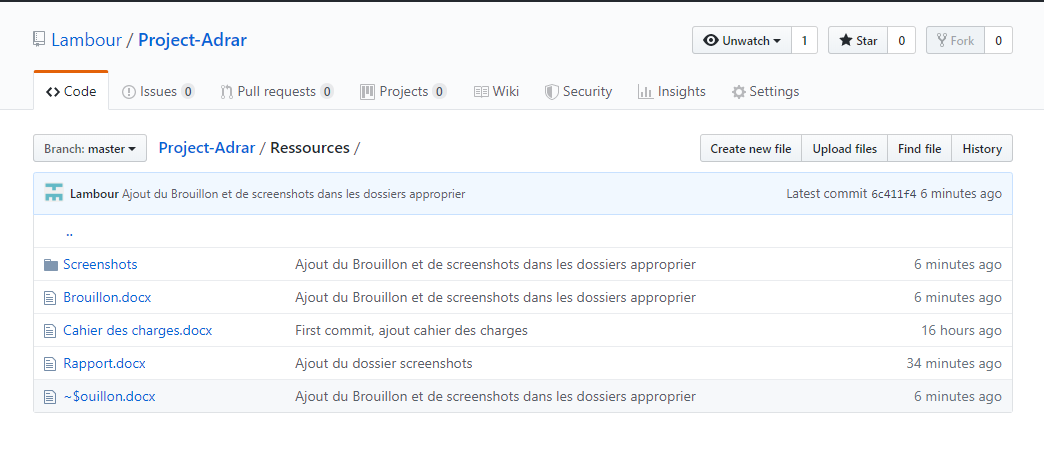 Lambour / Project-Adrar
Unwatch 1 Star 0 Fork 0
Code Issues 0 Pull requests 0 Projects 0 Wiki Security Insights Settings
Branch: master Project-Adrar / Ressources / Create new file Upload files Find file History
Lambour Ajout du Brouillon et de screenshots dans les dossiers approprier Latest commit 6c411f4 6 minutes ago
..
Screenshots Ajout du Brouillon et de screenshots dans les dossiers approprier 6 minutes ago
Brouillon.docx Ajout du Brouillon et de screenshots dans les dossiers approprier 6 minutes ago
Cahier des charges.docx First commit, ajout cahier des charges 16 hours ago
Rapport.docx Ajout du dossier screenshots 34 minutes ago
~$ouillon.docx Ajout du Brouillon et de screenshots dans les dossiers approprier 6 minutes ago